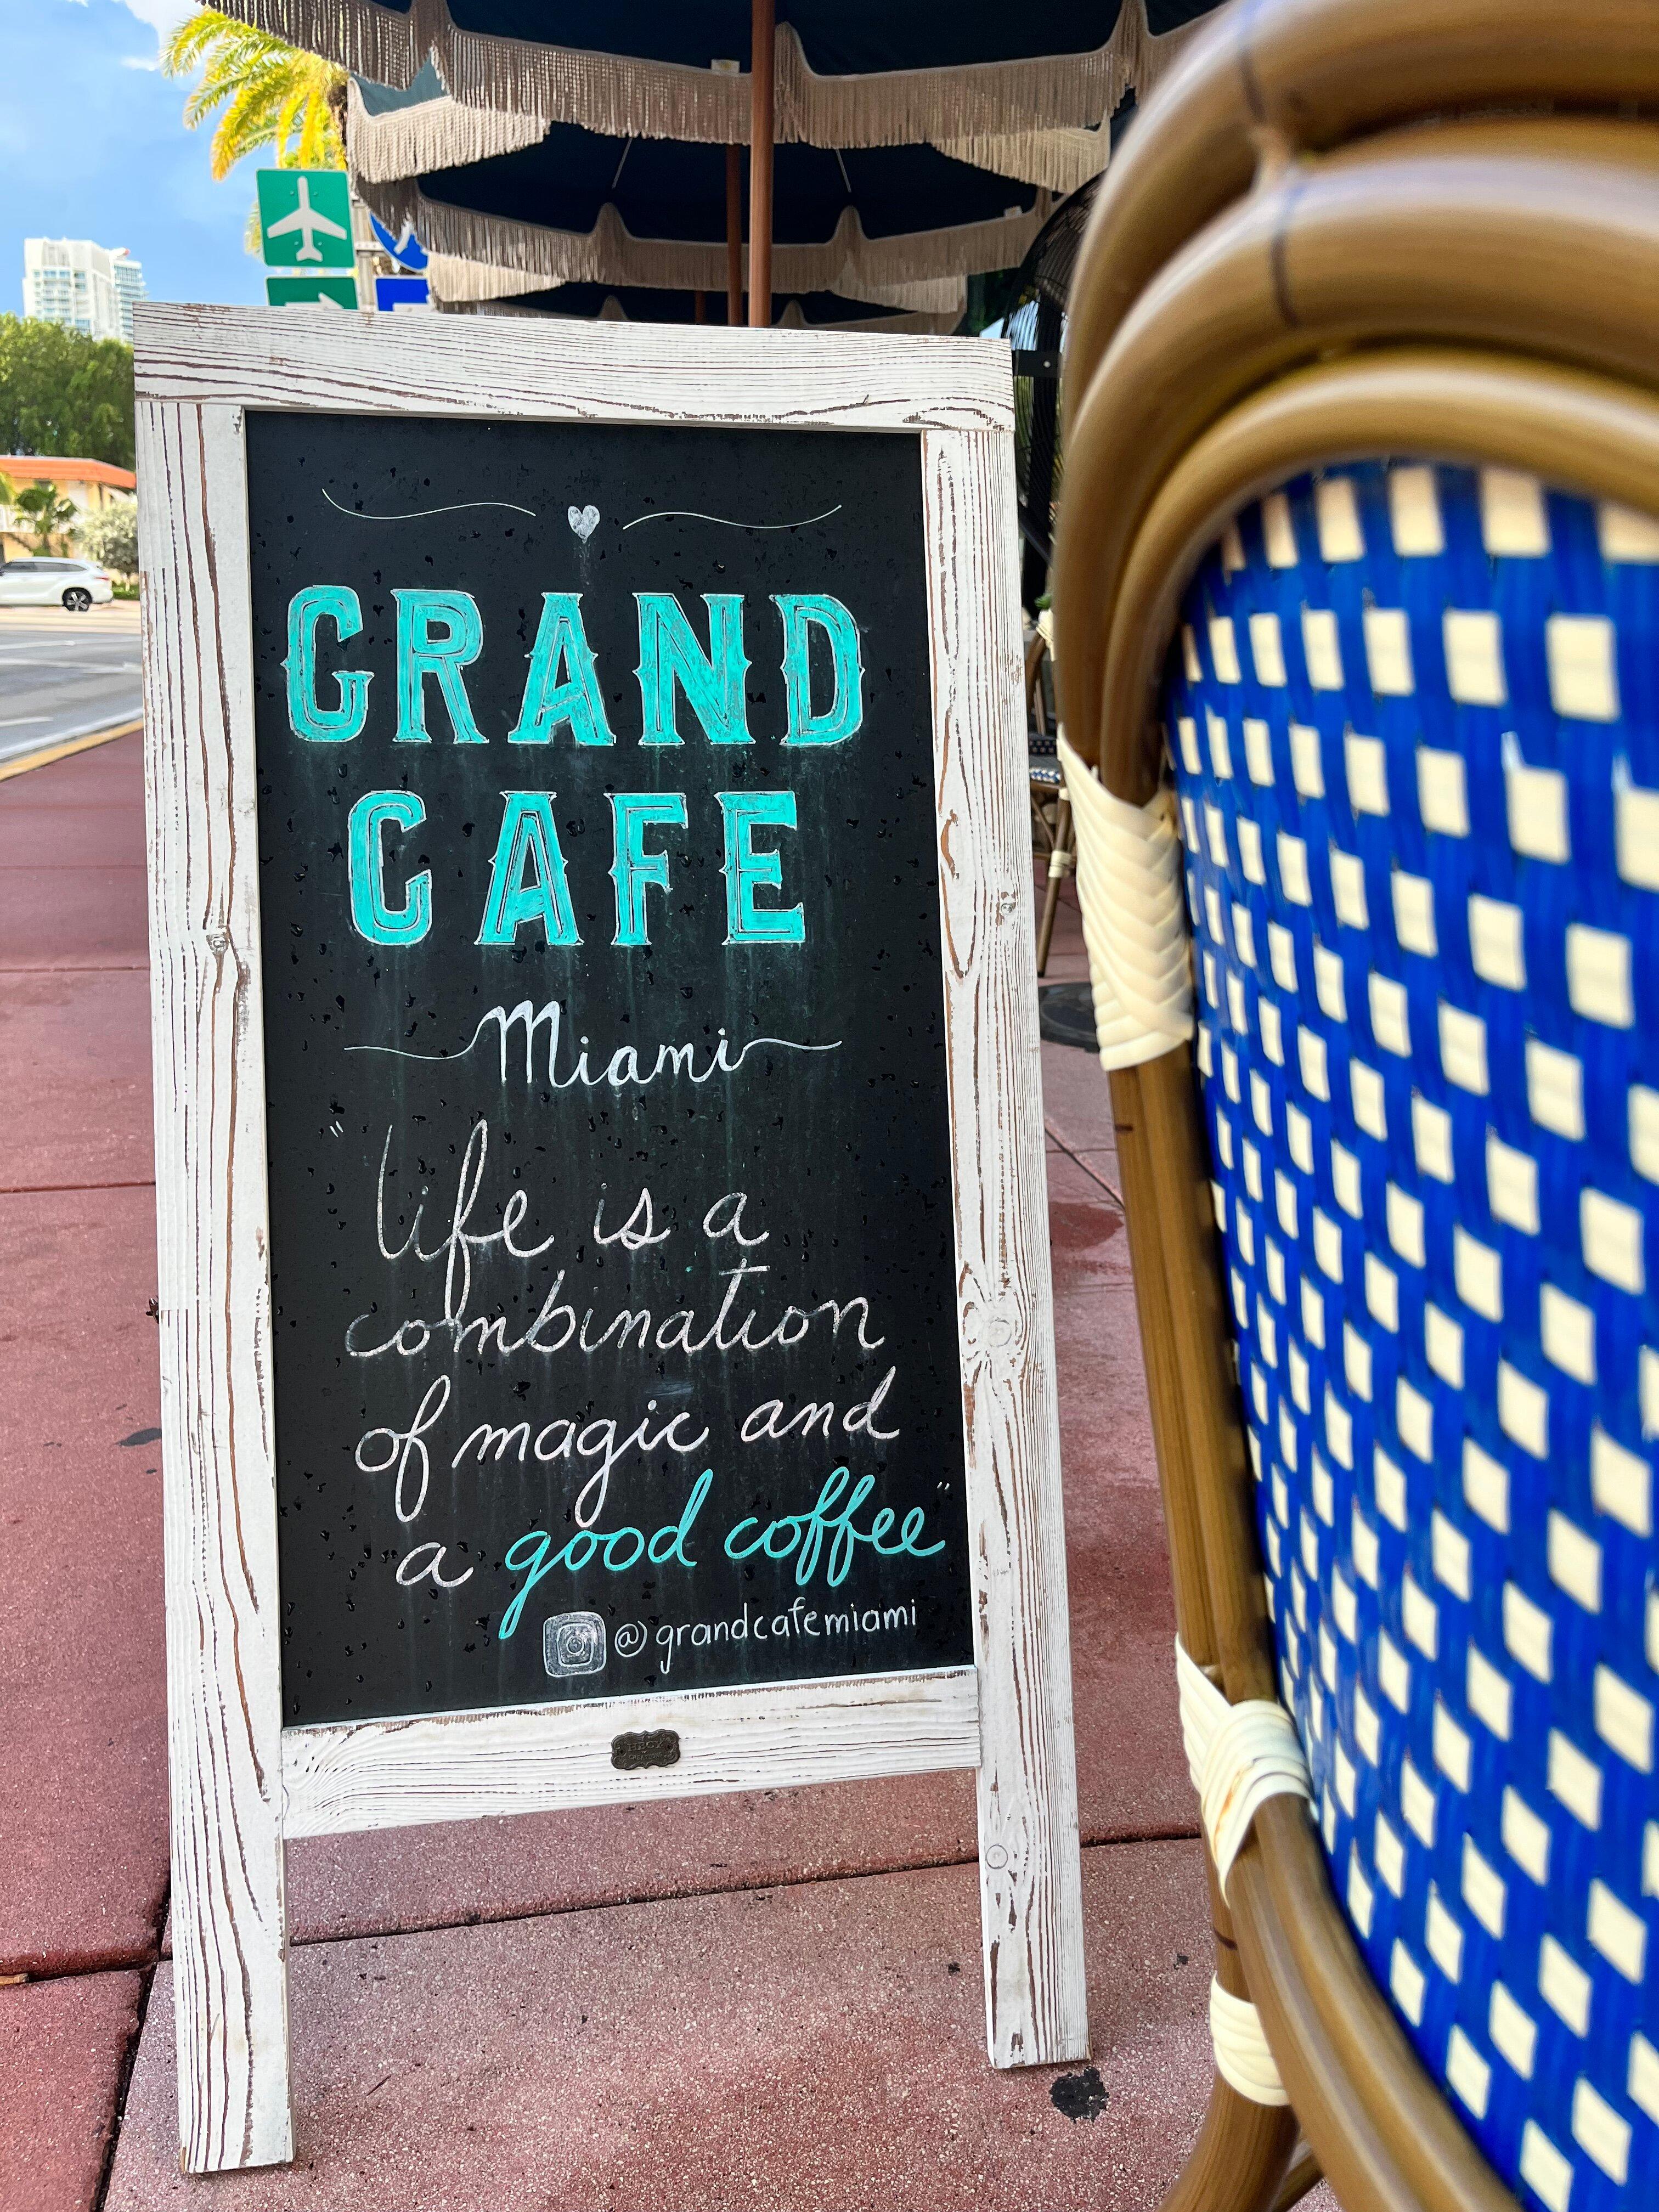 GRAND
CAFE
Miami
"life is a
combination
of magic and
a good coffee"
@grandcafemiami